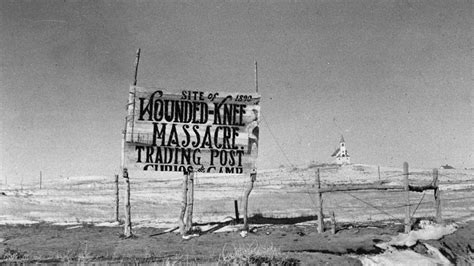 SITE OF 1890
WOUNDED-KNEE
MASSACRE
TRADING POST
CURIOS CAMP